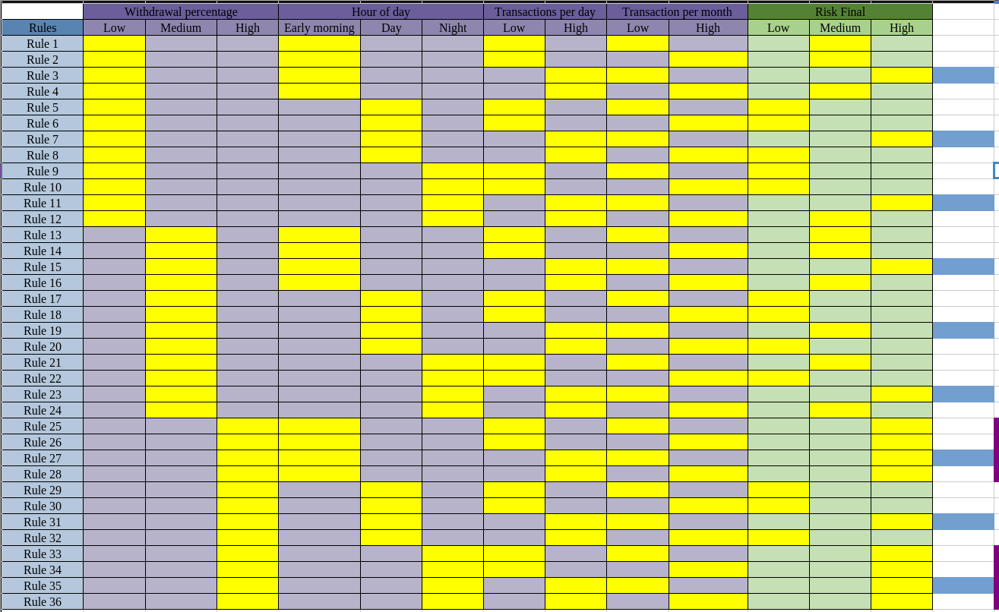 Withdrawal percentage Hour of day Transactions per day Transaction per month Risk Final
Rules Low Medium High Early morning Day Night Low High Low High Low Medium High
Rule 1
Rule 2
Rule 3
Rule 4
Rule 5
Rule 6
Rule 7
Rule 8
Rule 9
Rule 10
Rule 11
Rule 12
Rule 13
Rule 14
Rule 15
Rule 16
Rule 17
Rule 18
Rule 19
Rule 20
Rule 21
Rule 22
Rule 23
Rule 24
Rule 25
Rule 26
Rule 27
Rule 28
Rule 29
Rule 30
Rule 31
Rule 32
Rule 33
Rule 34
Rule 35
Rule 36